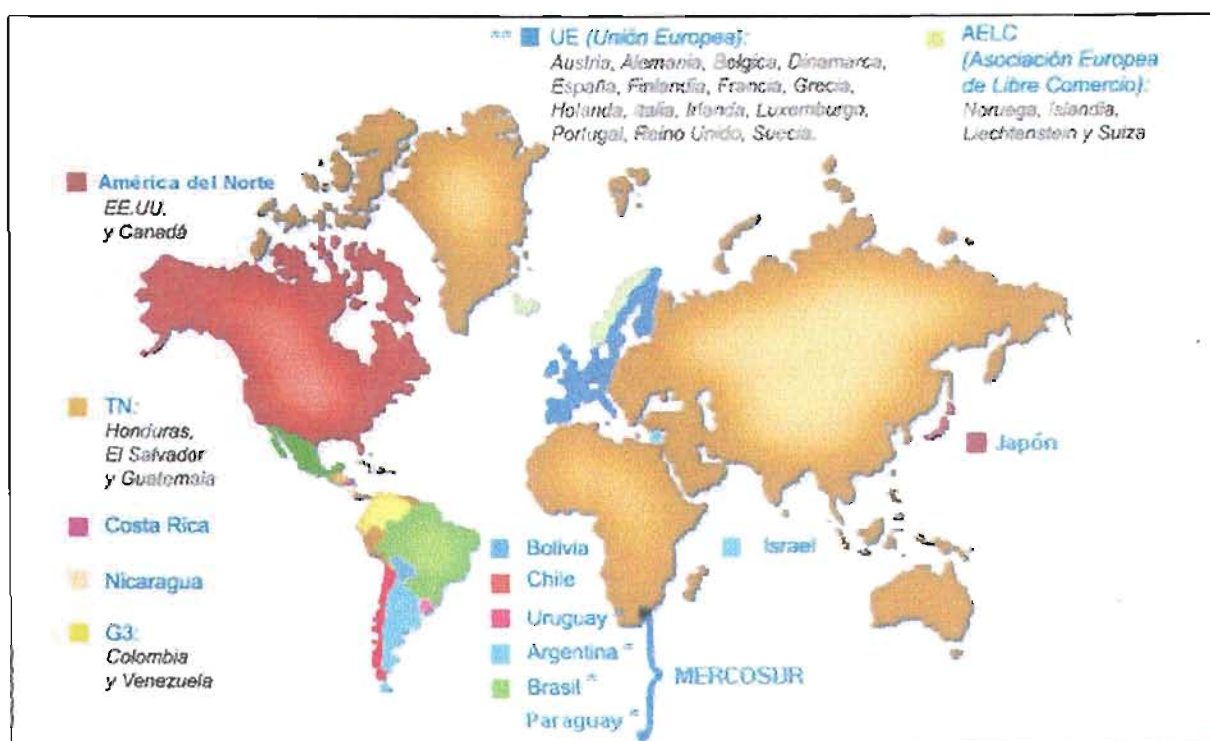 ** UE (Unión Europea):
Austria, Alemania, Belgica, Dinamarca,
España, Finlandia, Francia, Grecia,
Holanda, Italia, Irlanda, Luxemburgo,
Portugal, Reino Unido, Suecia.
AELC
(Asociación Europea
de Libre Comercio):
Noruega, Islandia,
Liechtenstein y Suiza
América del Norte
EE.UU.
y Canadá
TN:
Honduras,
El Salvador
y Guatemala
Costa Rica
Nicaragua
G3:
Colombia
y Venezuela
Bolivia
Chile
Uruguay *
Argentina *
Brasil *
Paraguay *
MERCOSUR
Israel
Japón